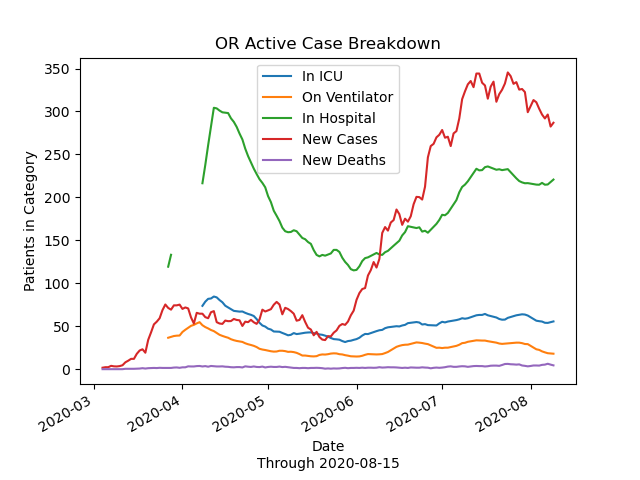 OR Active Case Breakdown
In ICU
On Ventilator
In Hospital
New Cases
New Deaths
Patients in Category
350
300
250
200
150
100
50
0
2020-03
2020-04
2020-05
2020-06
2020-07
2020-08
Date
Through 2020-08-15